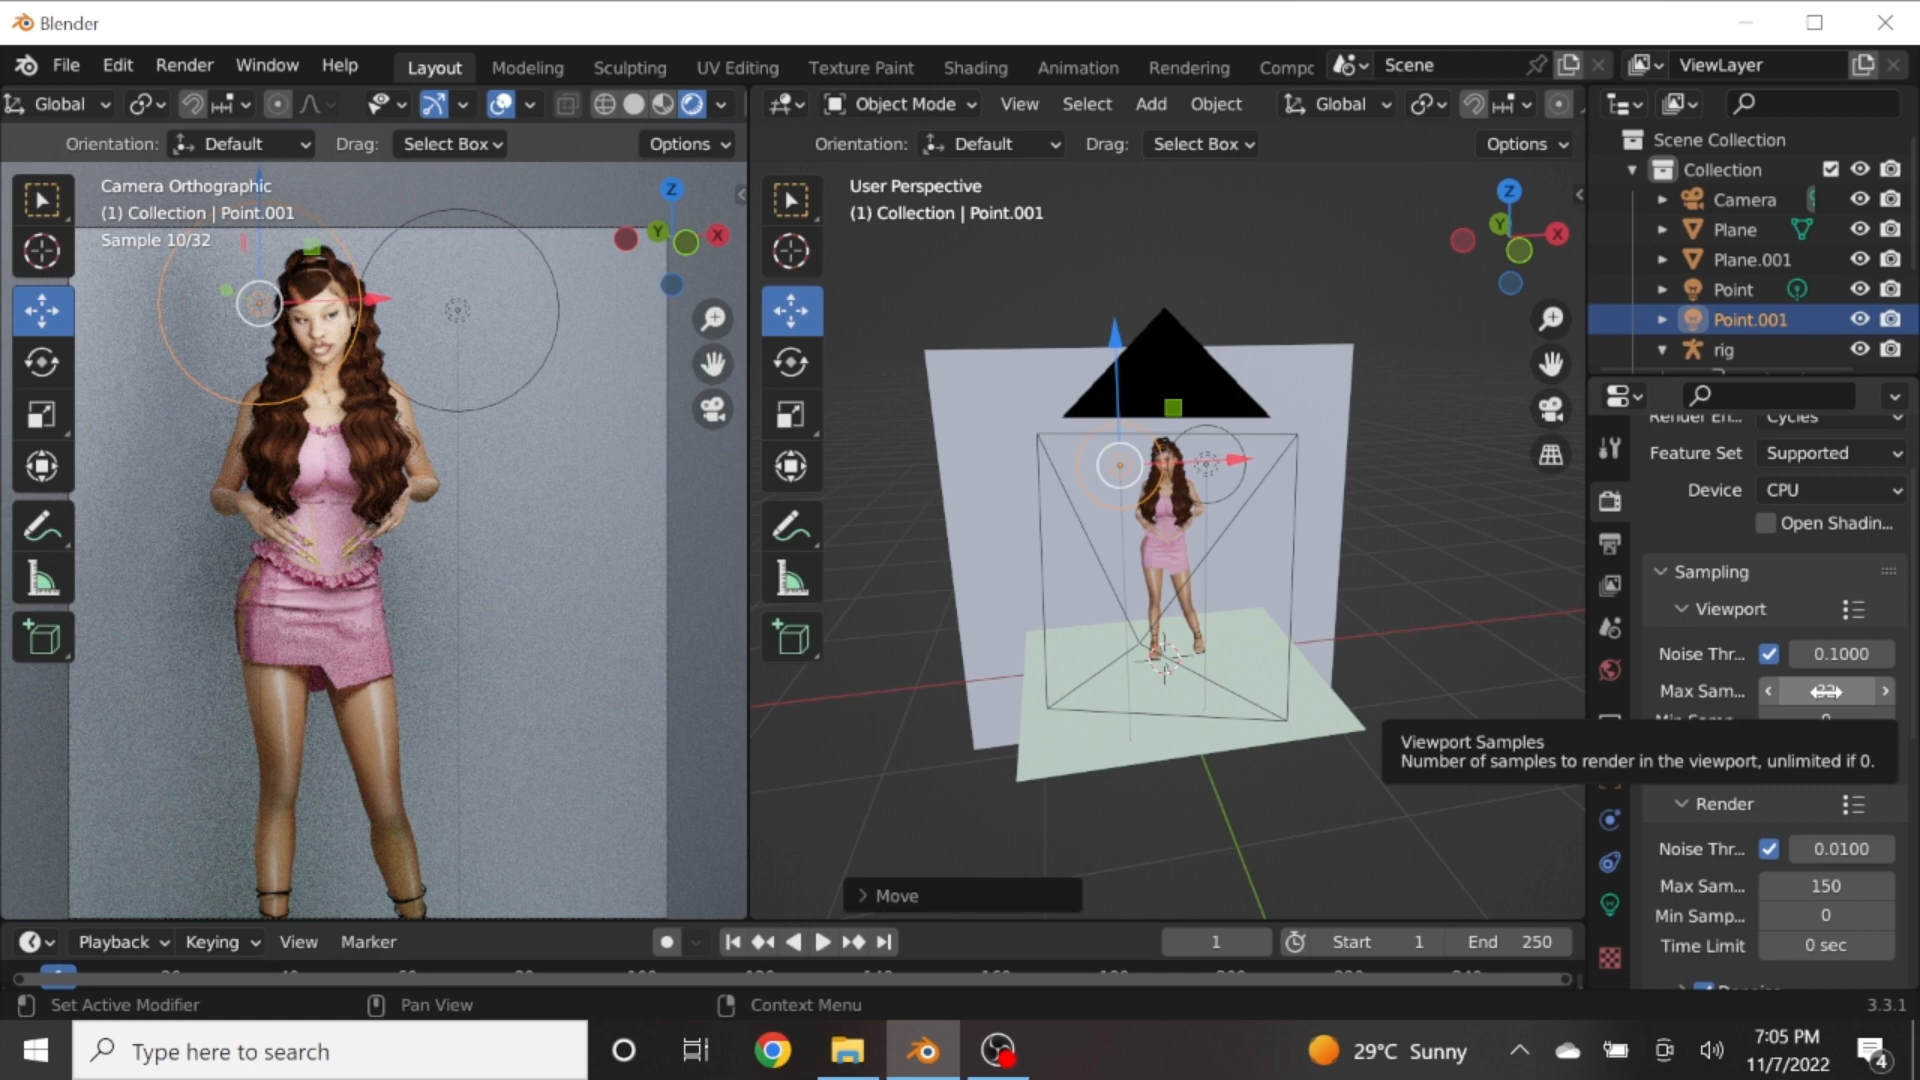 Blender
File Edit Render Window Help Layout Modeling Sculpting UV Editing Texture Paint Shading Animation Rendering Compc Scene ViewLayer
Global Object Mode View Select Add Object Global
Orientation: Default Drag: Select Box Options Orientation: Default Drag: Select Box Options
Camera Orthographic
(1) Collection | Point.001
Sample 10/32
Z
Y
X
User Perspective
(1) Collection | Point.001
Z
Y
X
Move
Scene Collection
Collection
Camera
Plane
Plane.001
Point
Point.001
rig
Render En... Cycles
Feature Set Supported
Device CPU
Open Shadin...
Sampling
Viewport
Noise Thr... 0.1000
Max Sam... 32
Viewport Samples
Number of samples to render in the viewport, unlimited if 0.
Render
Noise Thr... 0.0100
Max Sam... 150
Min Samp... 0
Time Limit 0 sec
Playback Keying View Marker 1 Start 1 End 250
Set Active Modifier Pan View Context Menu 3.3.1
Type here to search 29°C Sunny 7:05 PM
11/7/2022
4